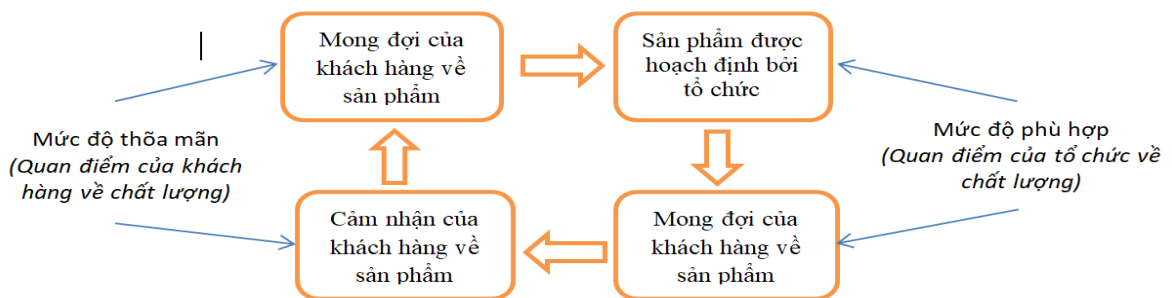 Mong đợi của
khách hàng về
sản phẩm
Sản phẩm được
hoạch định bởi
tổ chức
Mức độ thõa mãn
(Quan điểm của khách
hàng về chất lượng)
Mức độ phù hợp
(Quan điểm của tổ chức về
chất lượng)
Cảm nhận của
khách hàng về
sản phẩm
Mong đợi của
khách hàng về
sản phẩm